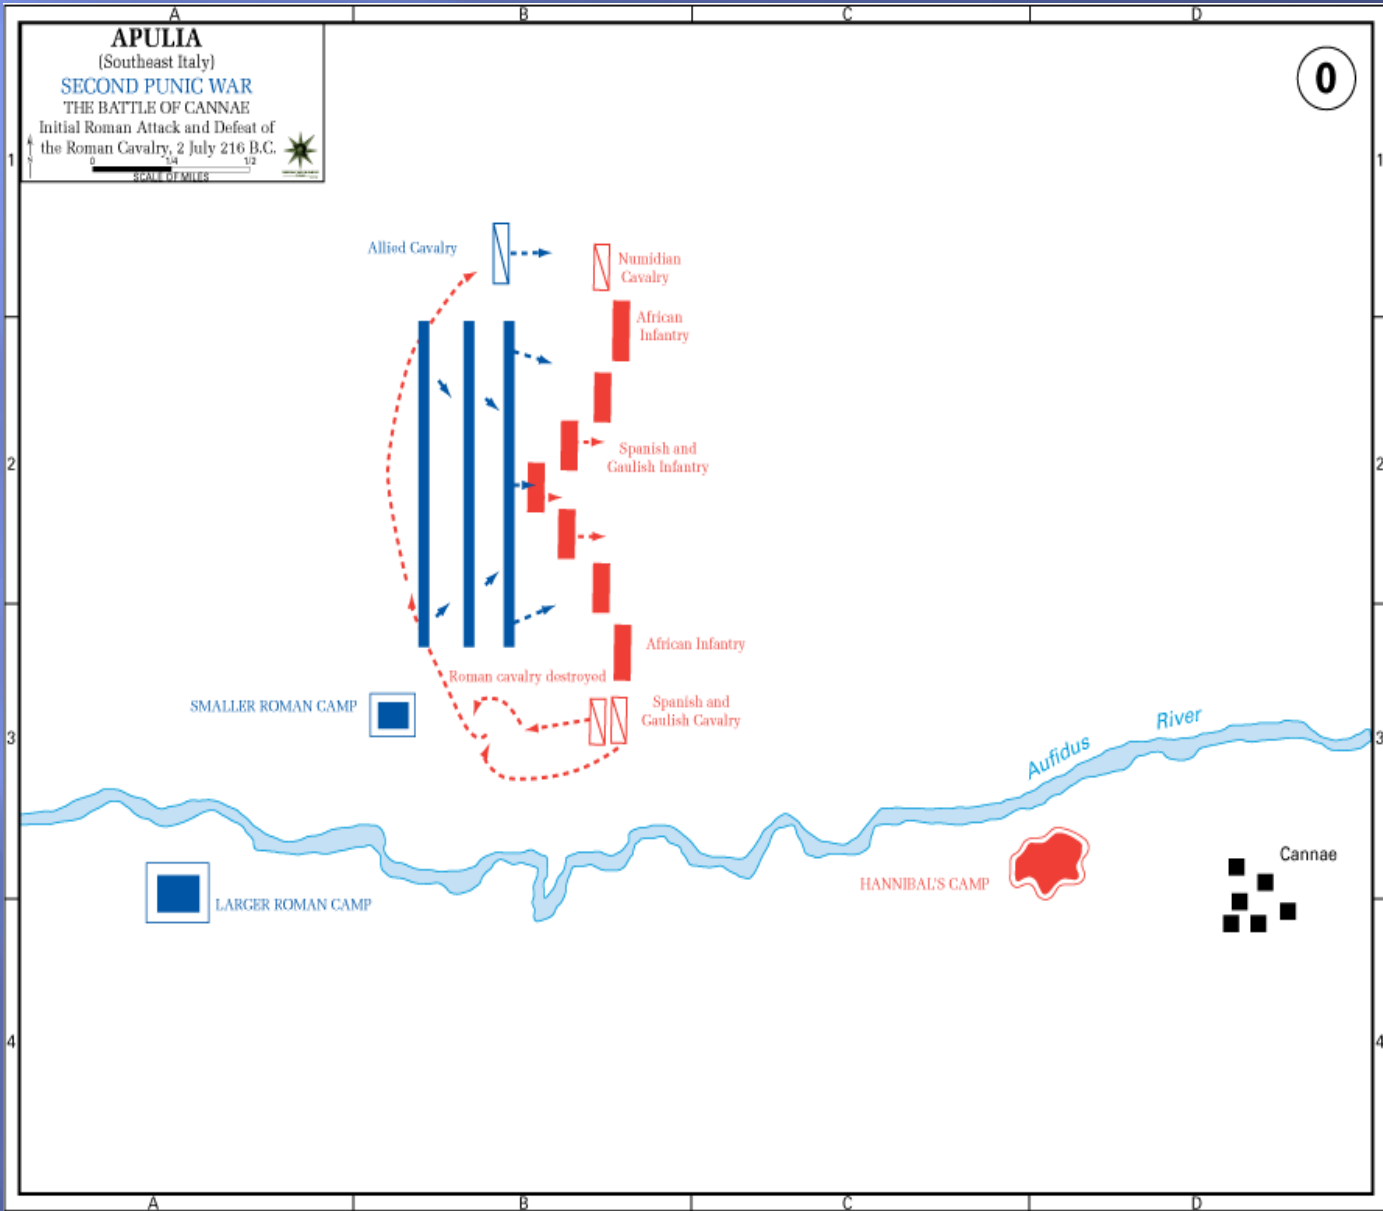 A B C D
APULIA
(Southeast Italy)
SECOND PUNIC WAR
THE BATTLE OF CANNAE
Initial Roman Attack and Defeat of
the Roman Cavalry, 2 July 216 B.C.
N
0 1/4 1/2
SCALE OF MILES
0
1 1
Allied Cavalry
Numidian
Cavalry
African
Infantry
2 2
Spanish and
Gaulish Infantry
African Infantry
Roman cavalry destroyed
SMALLER ROMAN CAMP
Spanish and
Gaulish Cavalry
3 3
Aufidus River
Cannae
HANNIBAL'S CAMP
LARGER ROMAN CAMP
4 4
A B C D